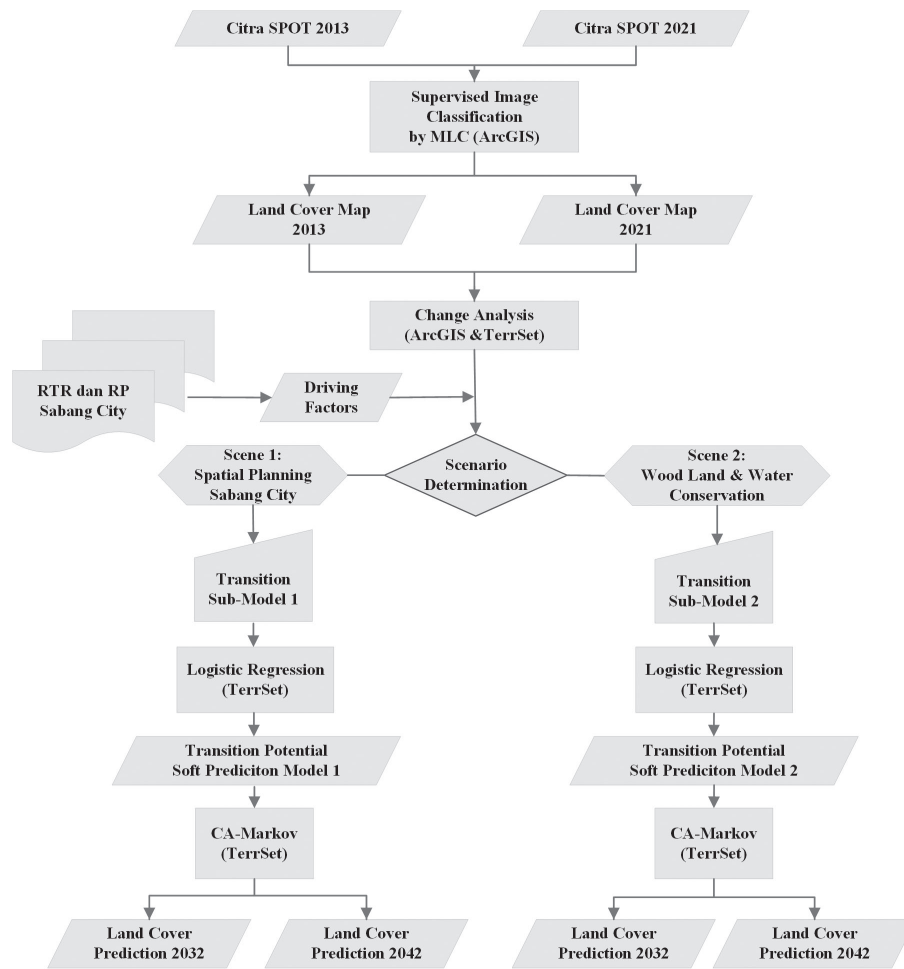 Citra SPOT 2013
Citra SPOT 2021
Supervised Image
Classification
by MLC (ArcGIS)
Land Cover Map
2013
Land Cover Map
2021
Change Analysis
(ArcGIS &TerrSet)
RTR dan RP
Sabang City
Driving
Factors
Scenario
Determination
Scene 1:
Spatial Planning
Sabang City
Scene 2:
Wood Land & Water
Conservation
Transition
Sub-Model 1
Transition
Sub-Model 2
Logistic Regression
(TerrSet)
Logistic Regression
(TerrSet)
Transition Potential
Soft Prediciton Model 1
Transition Potential
Soft Prediciton Model 2
CA-Markov
(TerrSet)
CA-Markov
(TerrSet)
Land Cover
Prediction 2032
Land Cover
Prediction 2042
Land Cover
Prediction 2032
Land Cover
Prediction 2042